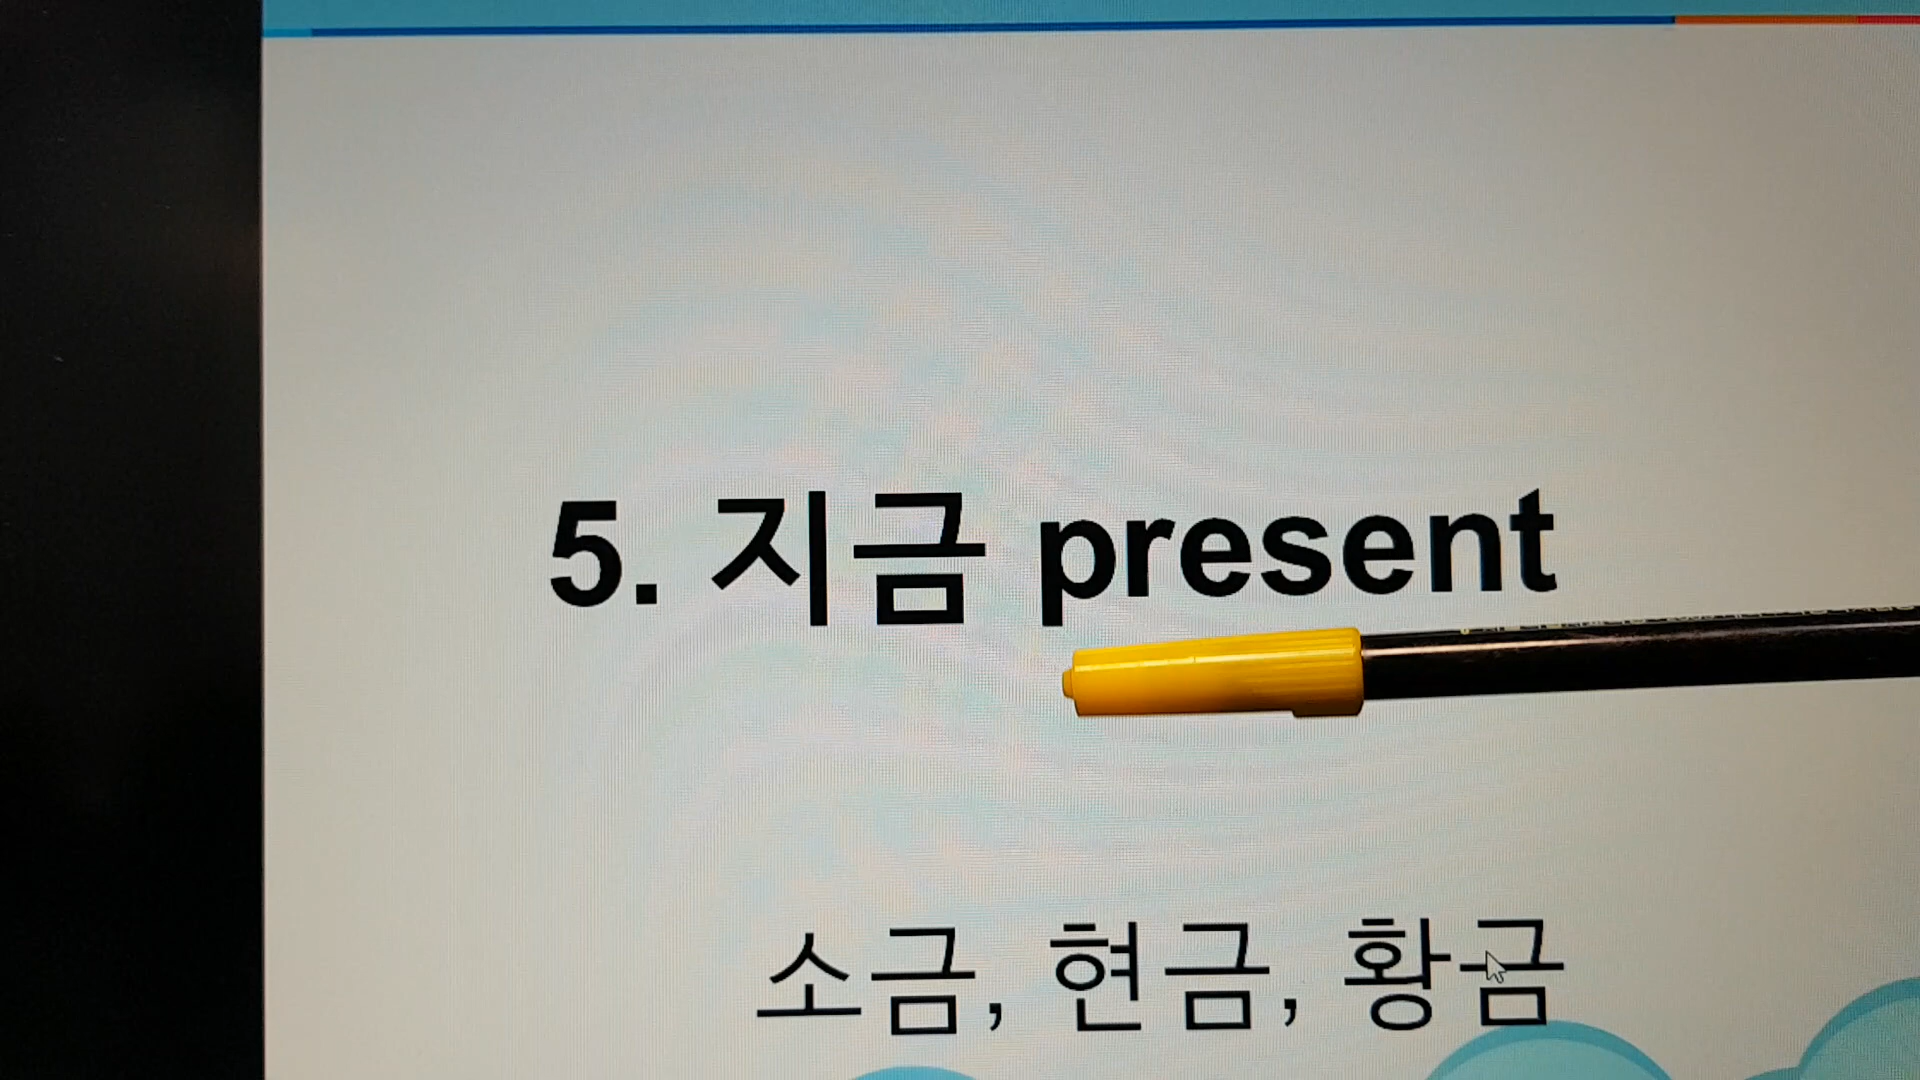 5. 지금 present
소금, 현금, 황금